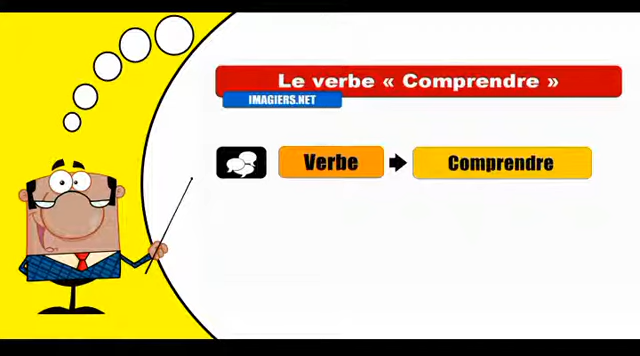 Le verbe « Comprendre »
IMAGIERS.NET
Verbe
Comprendre